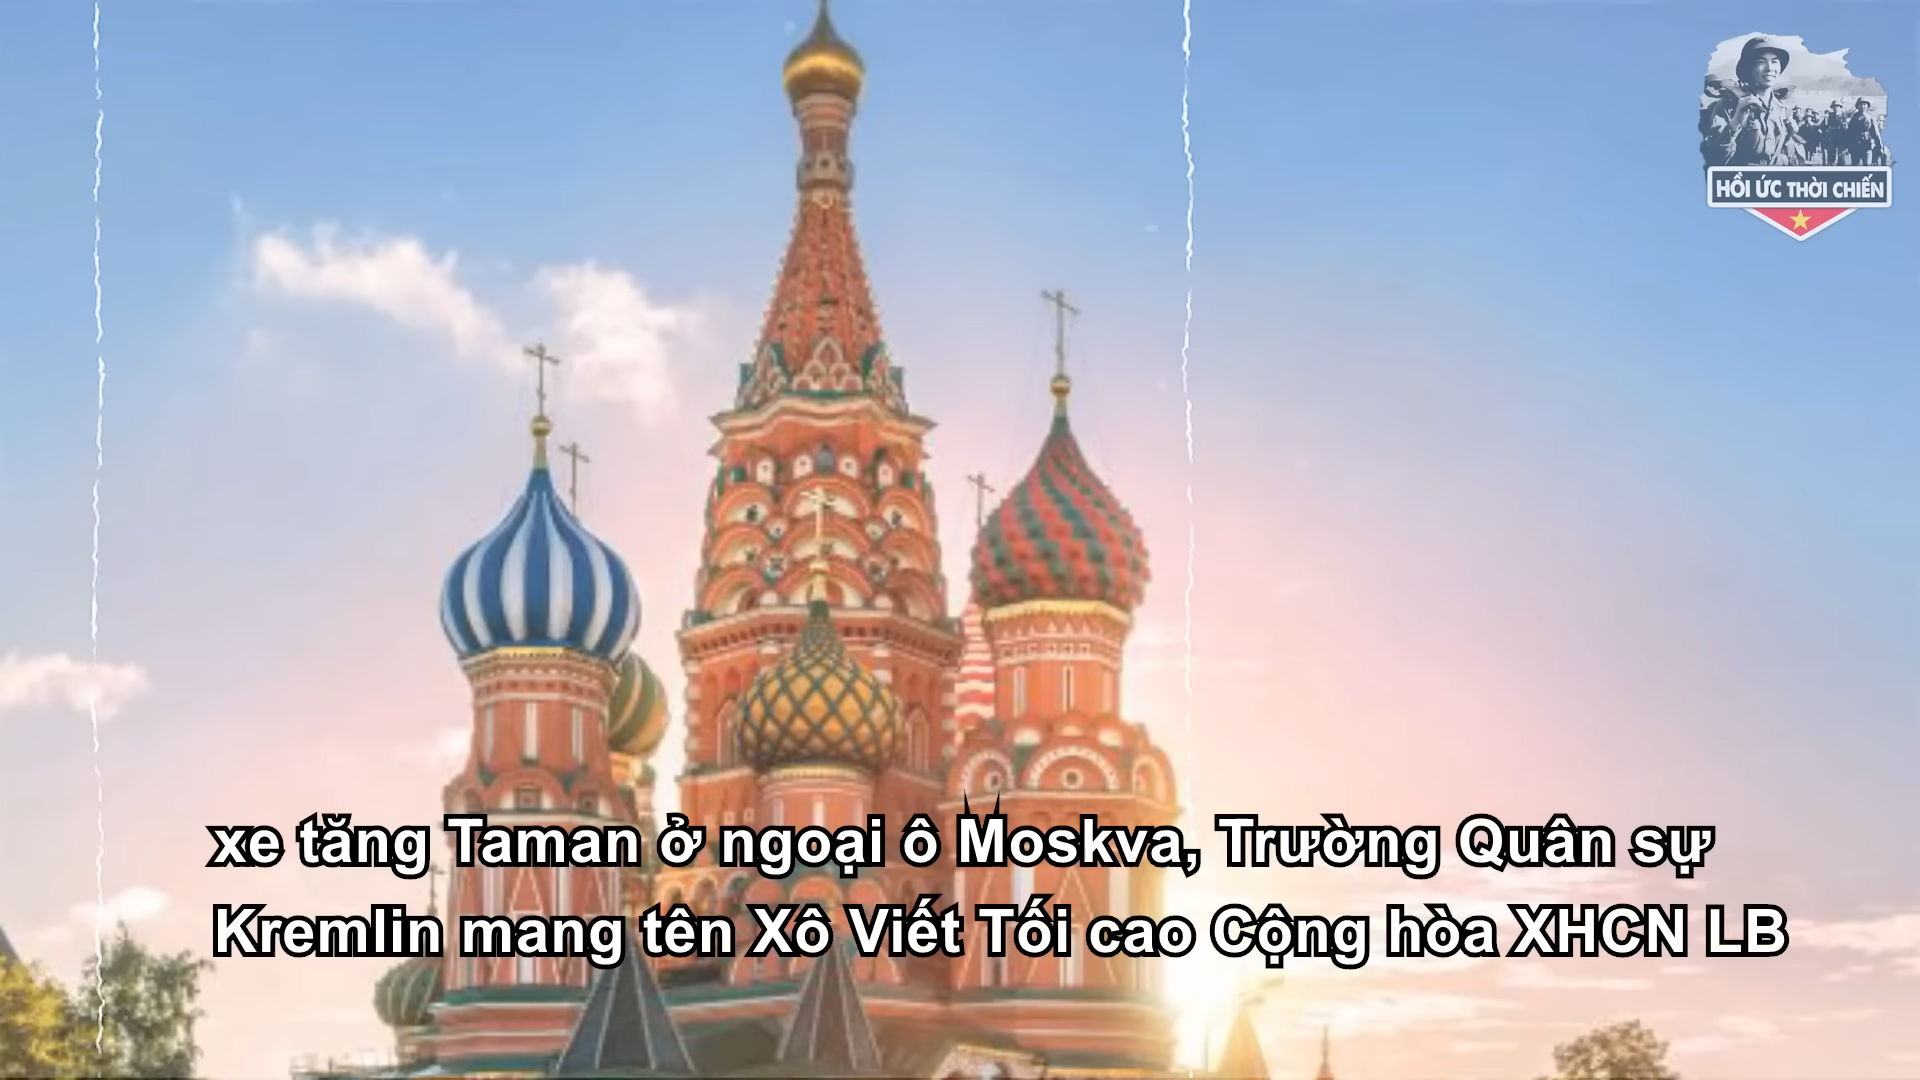 HỒI ỨC THỜI CHIẾN
xe tăng Taman ở ngoại ô Moskva, Trường Quân sự
Kremlin mang tên Xô Viết Tối cao Cộng hòa XHCN LB